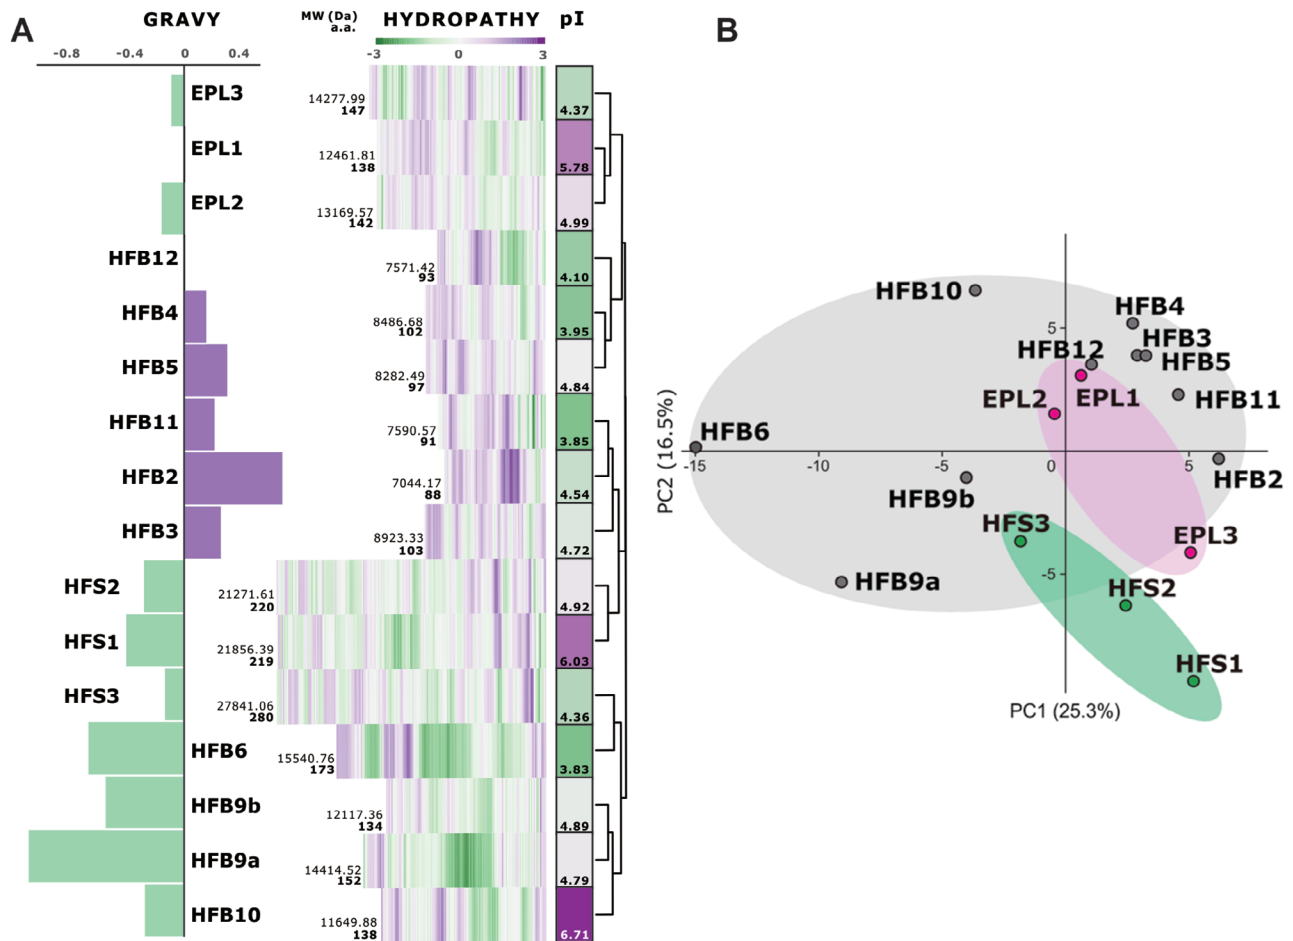 A
GRAVY
MW (Da)
a.a.
HYDROPATHY
pI
-0.8 -0.4 0 0.4
-3 0 3
EPL3
14277.99
147
4.37
EPL1
12461.81
138
5.78
EPL2
13169.57
142
4.99
HFB12
7571.42
93
4.10
HFB4
8486.68
102
3.95
HFB5
8282.49
97
4.84
HFB11
7590.57
91
3.85
HFB2
7044.17
88
4.54
HFB3
8923.33
103
4.72
HFS2
21271.61
220
4.92
HFS1
21856.39
219
6.03
HFS3
27841.06
280
4.36
HFB6
15540.76
173
3.83
HFB9b
12117.36
134
4.89
HFB9a
14414.52
152
4.79
HFB10
11649.88
138
6.71
B
HFB10
HFB4
5
HFB3
HFB12
HFB5
EPL2
EPL1
HFB11
HFB6
PC2 (16.5%)
-15 -10 -5 0 5
HFB2
HFB9b
HFS3
EPL3
-5
HFB9a
HFS2
HFS1
PC1 (25.3%)